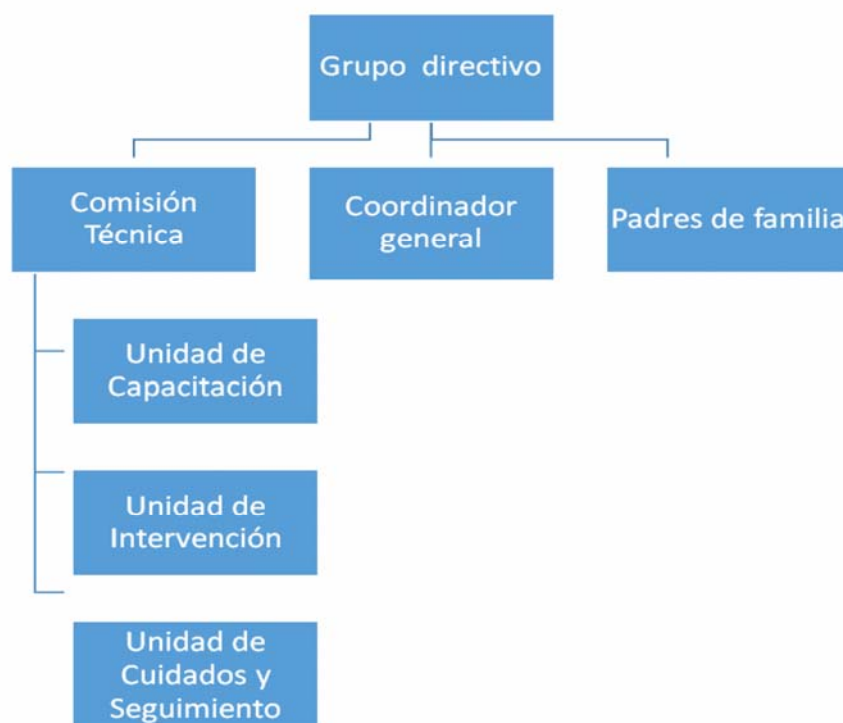 Grupo directivo
Comisión
Técnica
Coordinador
general
Padres de familia
Unidad de
Capacitación
Unidad de
Intervención
Unidad de
Cuidados y
Seguimiento